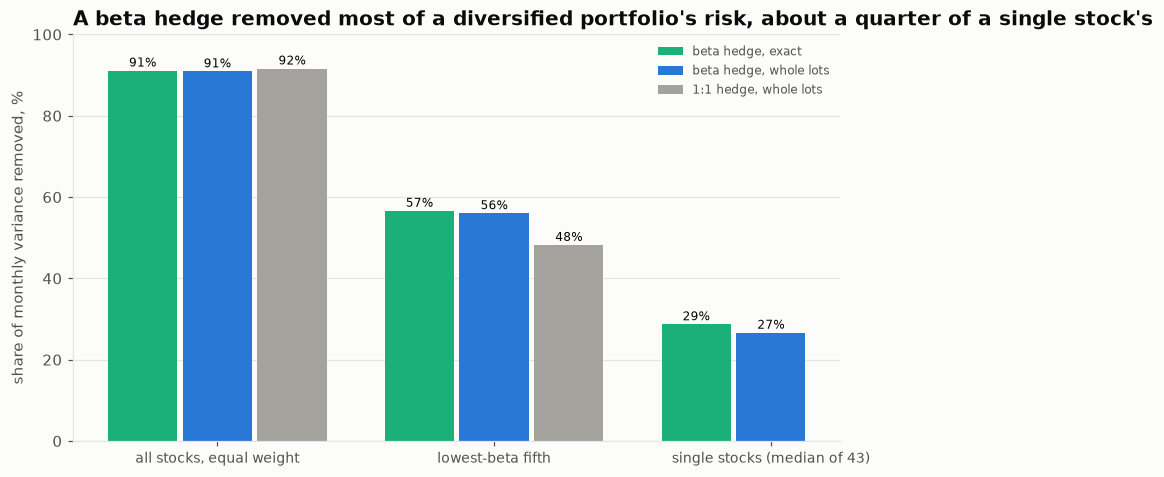 A beta hedge removed most of a diversified portfolio's risk, about a quarter of a single stock's
share of monthly variance removed, %
100
80
60
40
20
0
beta hedge, exact
beta hedge, whole lots
1:1 hedge, whole lots
91%
91%
92%
57%
56%
48%
29%
27%
all stocks, equal weight
lowest-beta fifth
single stocks (median of 43)